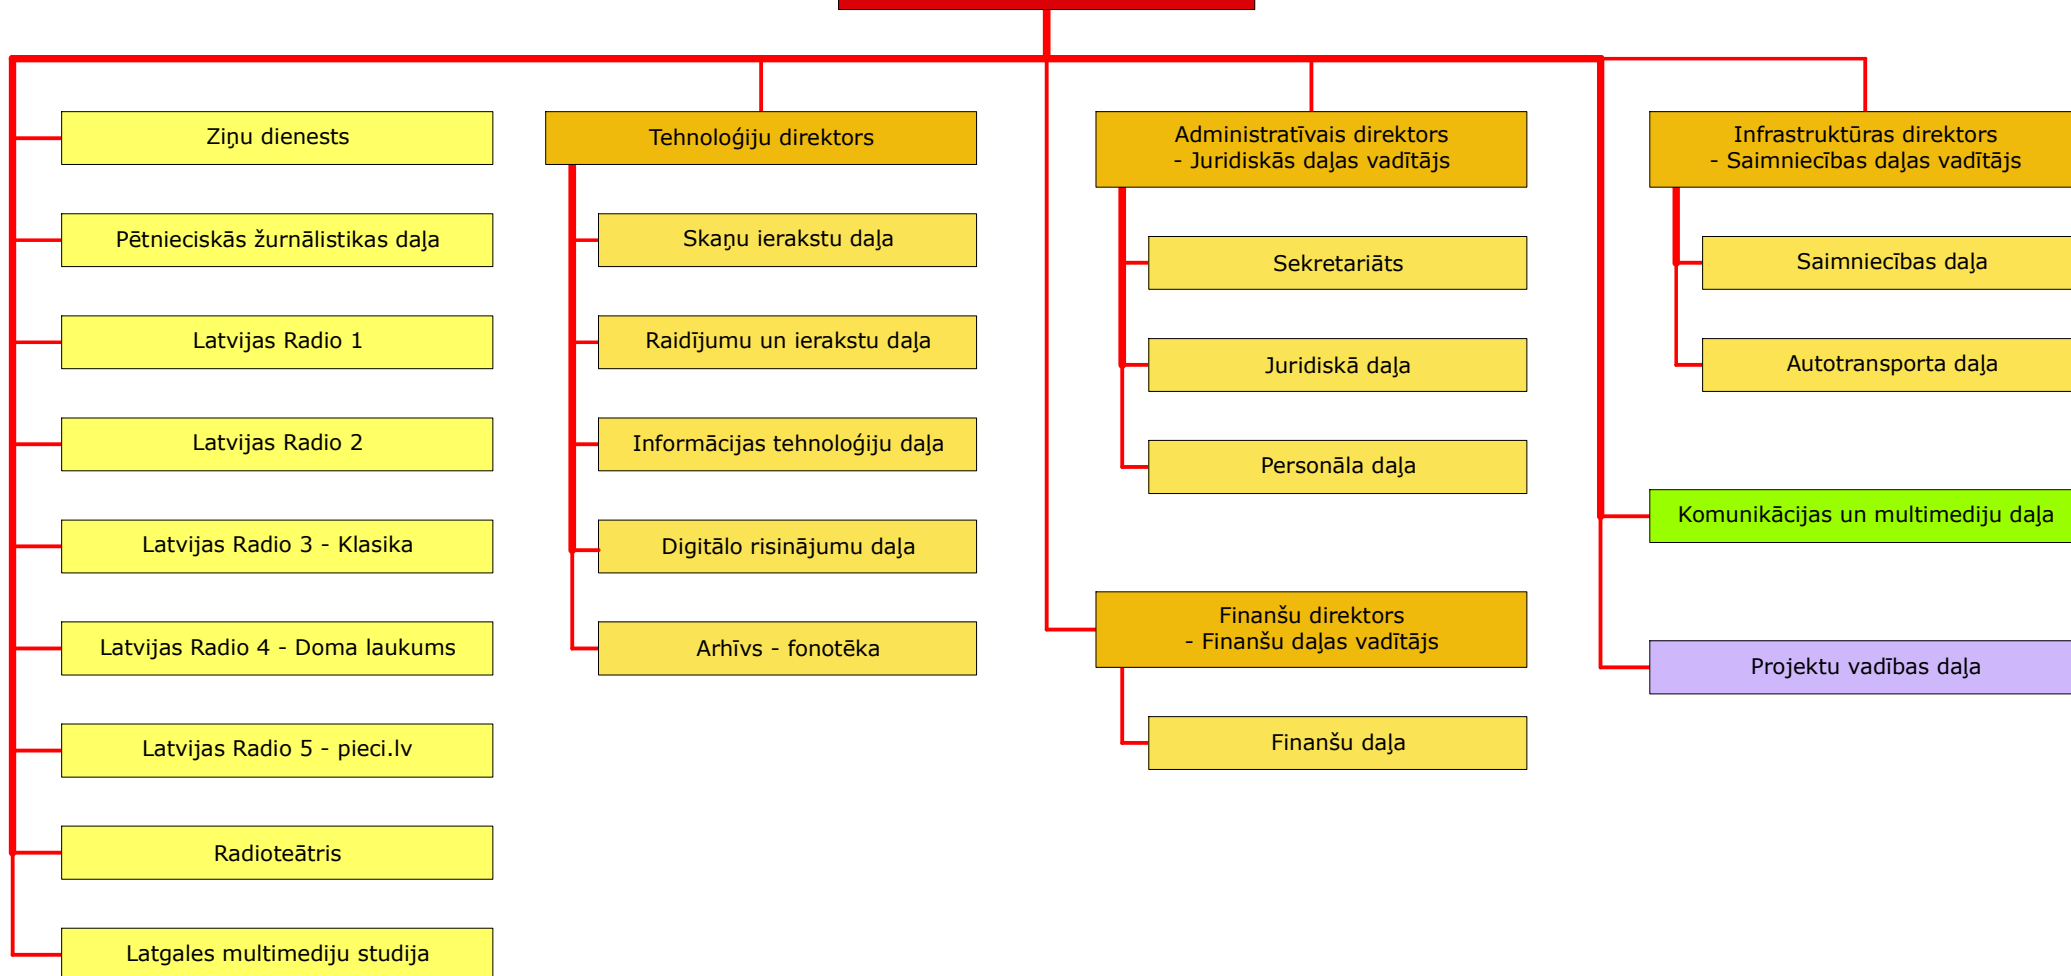 Ziņu dienests
Pētnieciskās žurnālistikas daļa
Latvijas Radio 1
Latvijas Radio 2
Latvijas Radio 3 - Klasika
Latvijas Radio 4 - Doma laukums
Latvijas Radio 5 - pieci.lv
Radioteātris
Latgales multimediju studija
Tehnoloģiju direktors
Skaņu ierakstu daļa
Raidījumu un ierakstu daļa
Informācijas tehnoloģiju daļa
Digitālo risinājumu daļa
Arhīvs - fonotēka
Administratīvais direktors
- Juridiskās daļas vadītājs
Sekretariāts
Juridiskā daļa
Personāla daļa
Finanšu direktors
- Finanšu daļas vadītājs
Finanšu daļa
Infrastruktūras direktors
- Saimniecības daļas vadītājs
Saimniecības daļa
Autotransporta daļa
Komunikācijas un multimediju daļa
Projektu vadības daļa